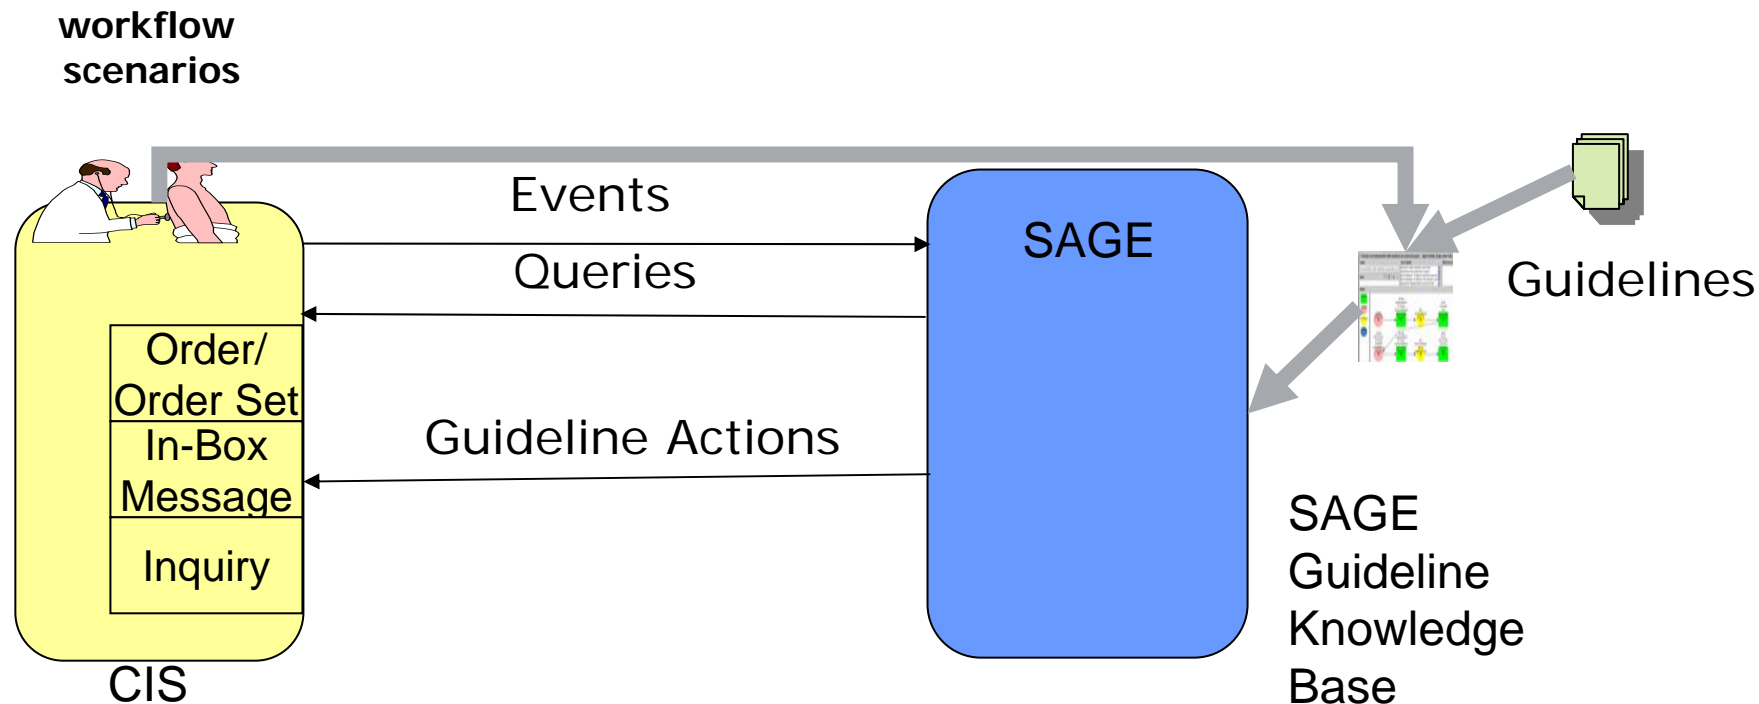 workflow
scenarios
Events
SAGE
Queries
Guidelines
Order/
Order Set
In-Box
Message
Inquiry
Guideline Actions
SAGE
Guideline
Knowledge
Base
CIS